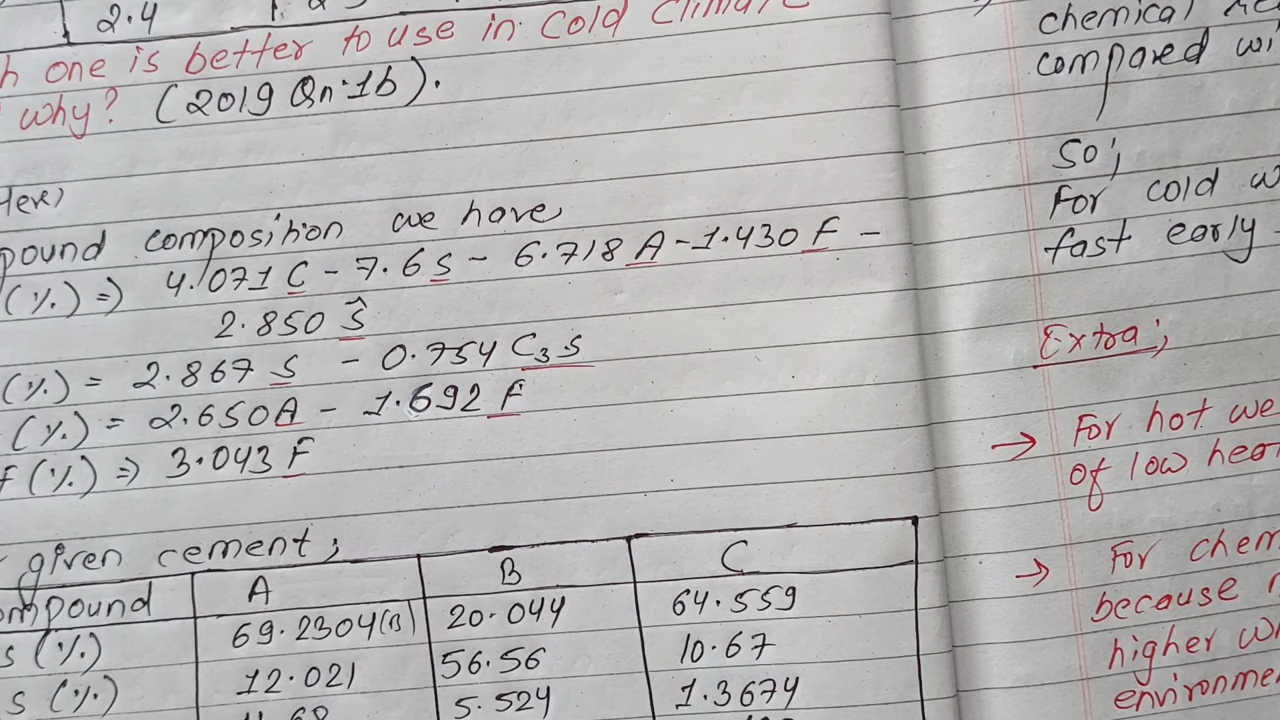 2.4
h one is better to use in cold climate
why? (2019 Qn.1b).
Here,
pound composition we have,
(%) => 4.071 C - 7.6 S - 6.718 A - 1.430 F -
2.850 Ŝ
(%) = 2.867 S - 0.754 C₃S
(%) = 2.650 A - 1.692 F
F (%) => 3.043 F
given cement;
ompound A B C
s (%) 69.2304(B) 20.044 64.559
s (%) 12.021 56.56 10.67
5.524 1.3674
chemical
compared wi
So;
For cold w
fast early
Extra;
→ For hot we
of low hea
→ For chem
because
higher w
environme